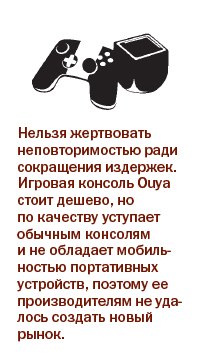 Нельзя жертвовать
неповторимостью ради
сокращения издержек.
Игровая консоль Ouya
стоит дешево, но
по качеству уступает
обычным консолям
и не обладает мобиль-
ностью портативных
устройств, поэтому ее
производителям не уда-
лось создать новый
рынок.